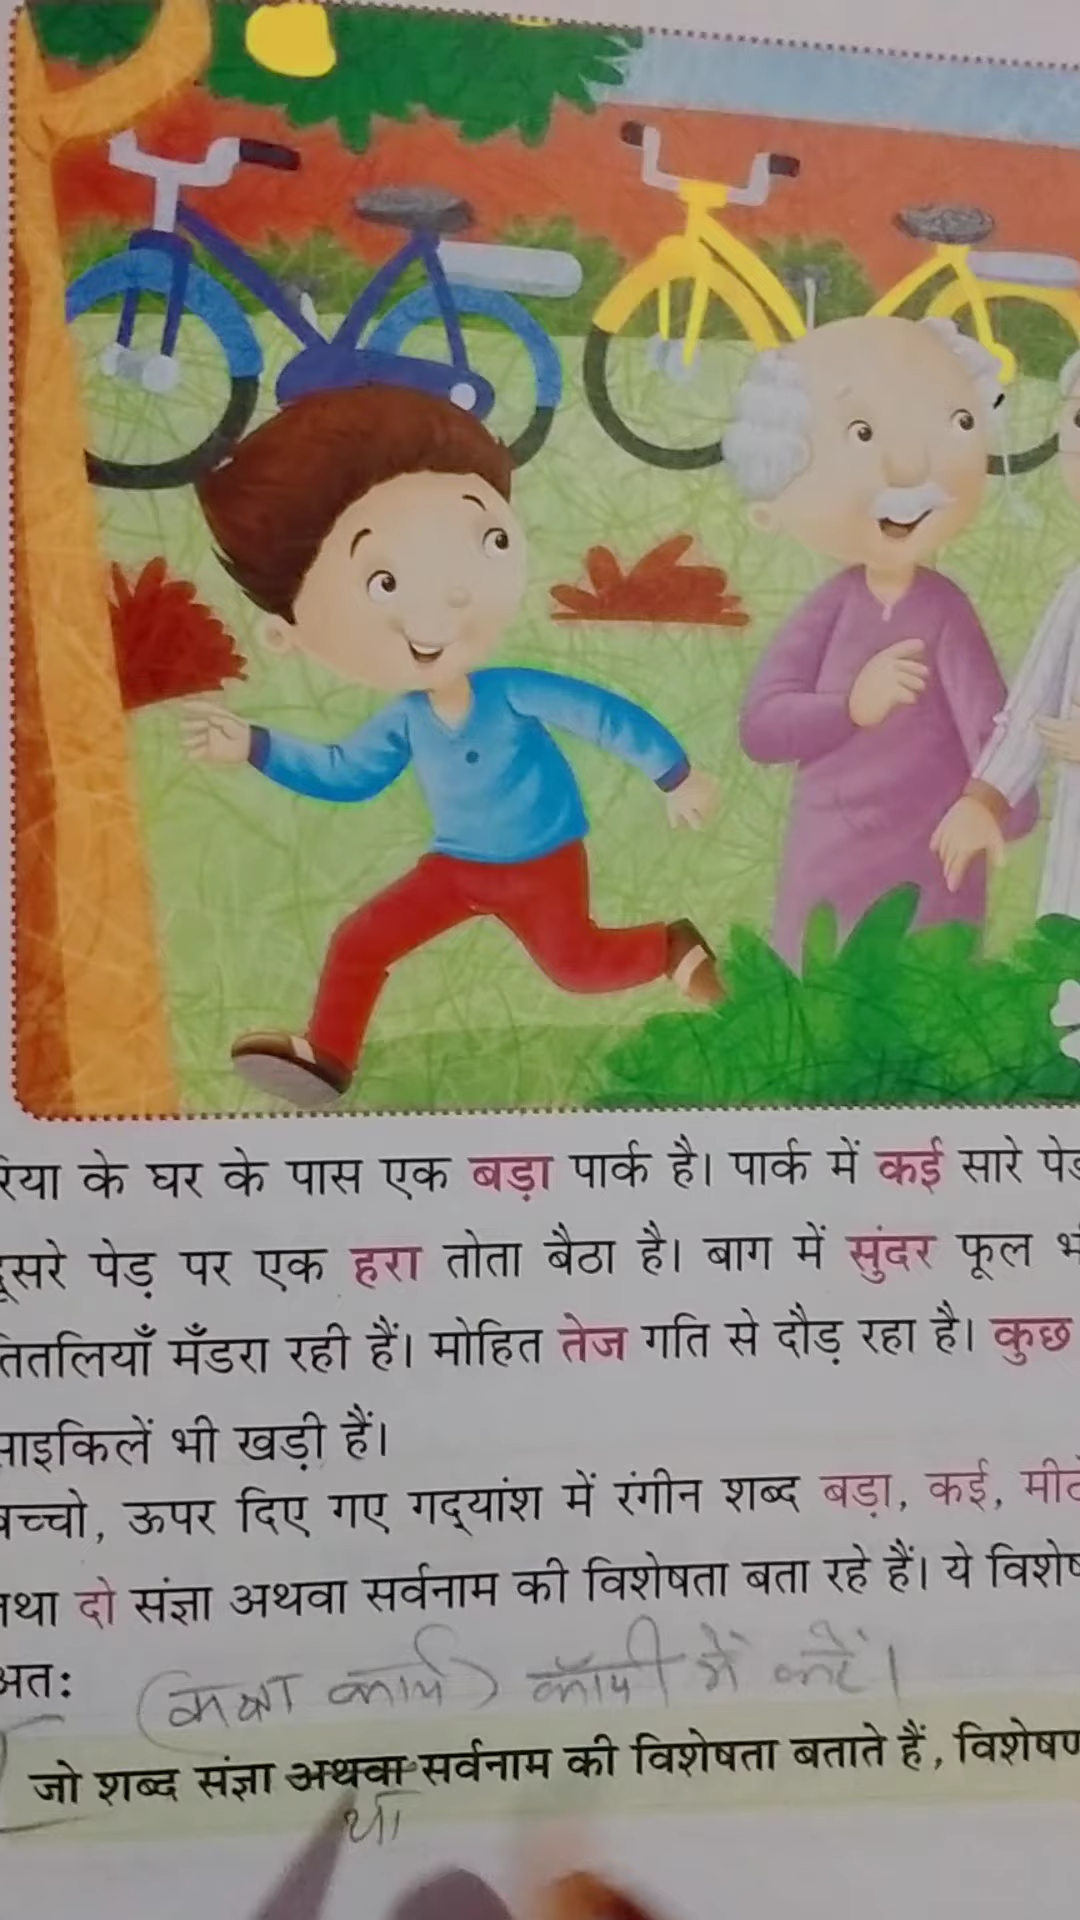 रिया के घर के पास एक बड़ा पार्क है। पार्क में कई सारे पेड़
दूसरे पेड़ पर एक हरा तोता बैठा है। बाग में सुंदर फूल
तितलियाँ मँडरा रही हैं। मोहित तेज गति से दौड़ रहा है। कुछ
साइकिलें भी खड़ी हैं।
बच्चो, ऊपर दिए गए गद्‌यांश में रंगीन शब्द बड़ा, कई,
तथा दो संज्ञा अथवा सर्वनाम की विशेषता बता रहे हैं। ये
अतः
(कक्षा कार्य) कॉपी में करें।
जो शब्द संज्ञा अथवा सर्वनाम की विशेषता बताते हैं, विशेषण
या